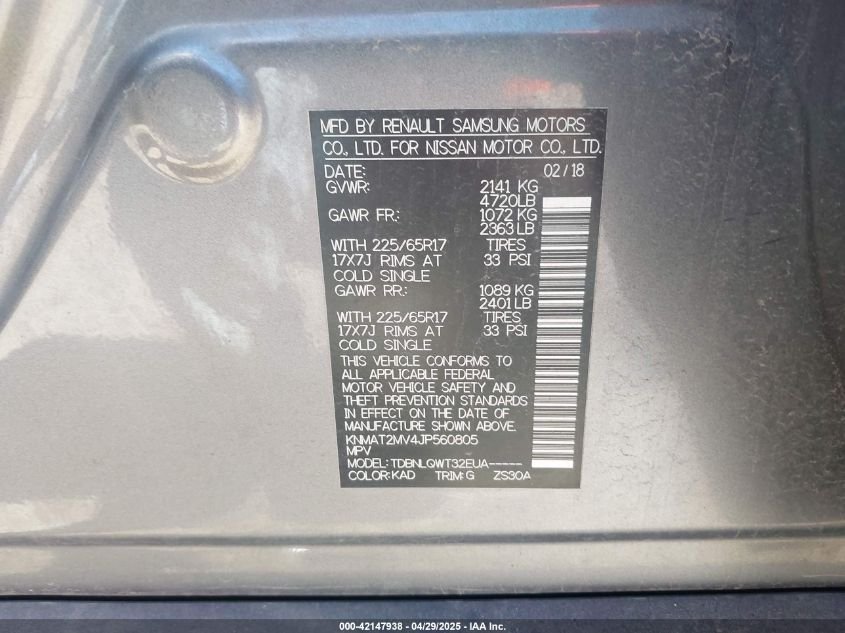 MFD BY RENAULT SAMSUNG MOTORS
CO., LTD. FOR NISSAN MOTOR CO., LTD.
DATE: 02/18
GVWR: 2141 KG
4720LB
GAWR FR.: 1072 KG
2363LB
WITH 225/65R17 TIRES
17X7J RIMS AT 33 PSI
COLD SINGLE
GAWR RR.: 1089 KG
2401LB
WITH 225/65R17 TIRES
17X7J RIMS AT 33 PSI
COLD SINGLE
THIS VEHICLE CONFORMS TO
ALL APPLICABLE FEDERAL
MOTOR VEHICLE SAFETY AND
THEFT PREVENTION STANDARDS
IN EFFECT ON THE DATE OF
MANUFACTURE SHOWN ABOVE.
KNMAT2MV4JP560805
MPV
MODEL: TDBNLQWT32EUA-----
COLOR:KAD TRIM:G ZS30A
000-42147938 - 04/29/2025 - IAA Inc.